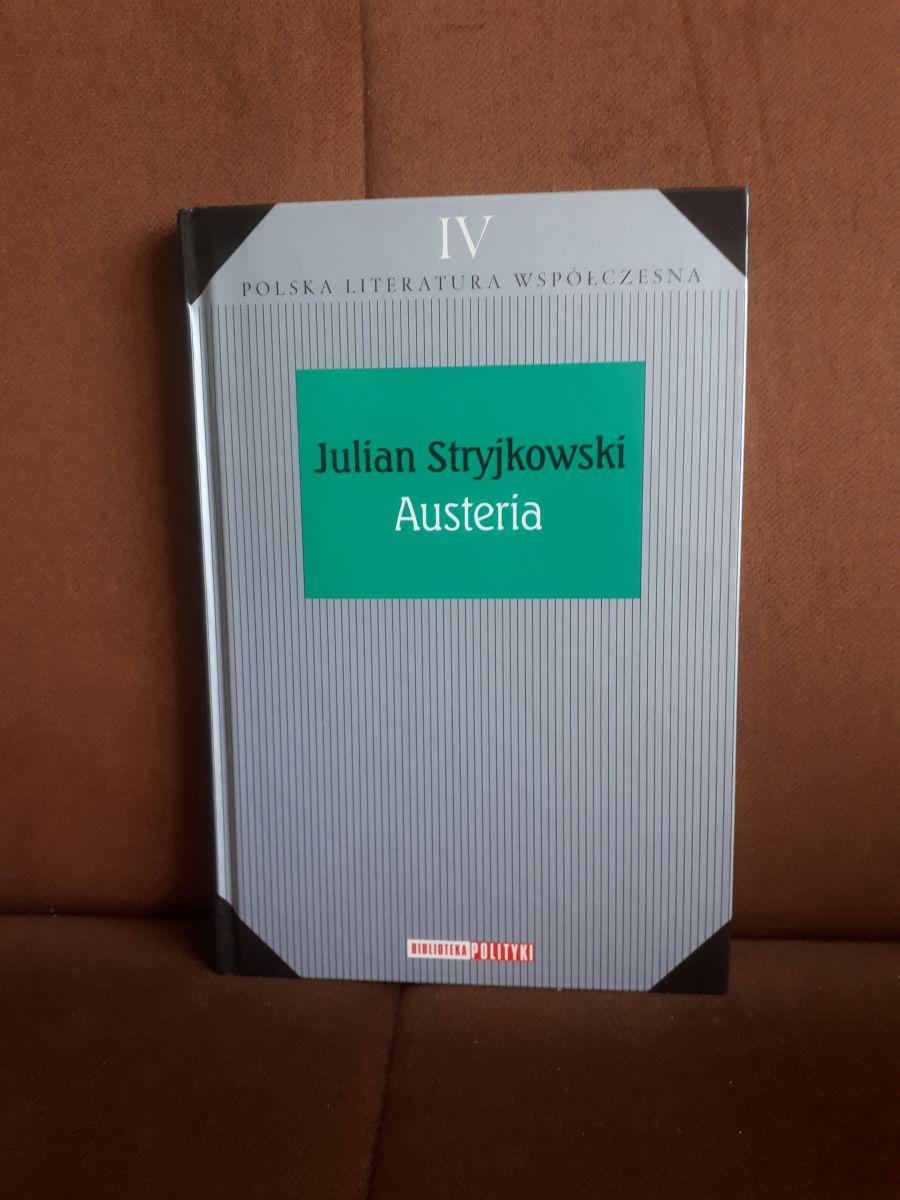 IV
POLSKA LITERATURA WSPÓŁCZESNA
Julian Stryjkowski
Austeria
BIBLIOTEKA POLITYKI